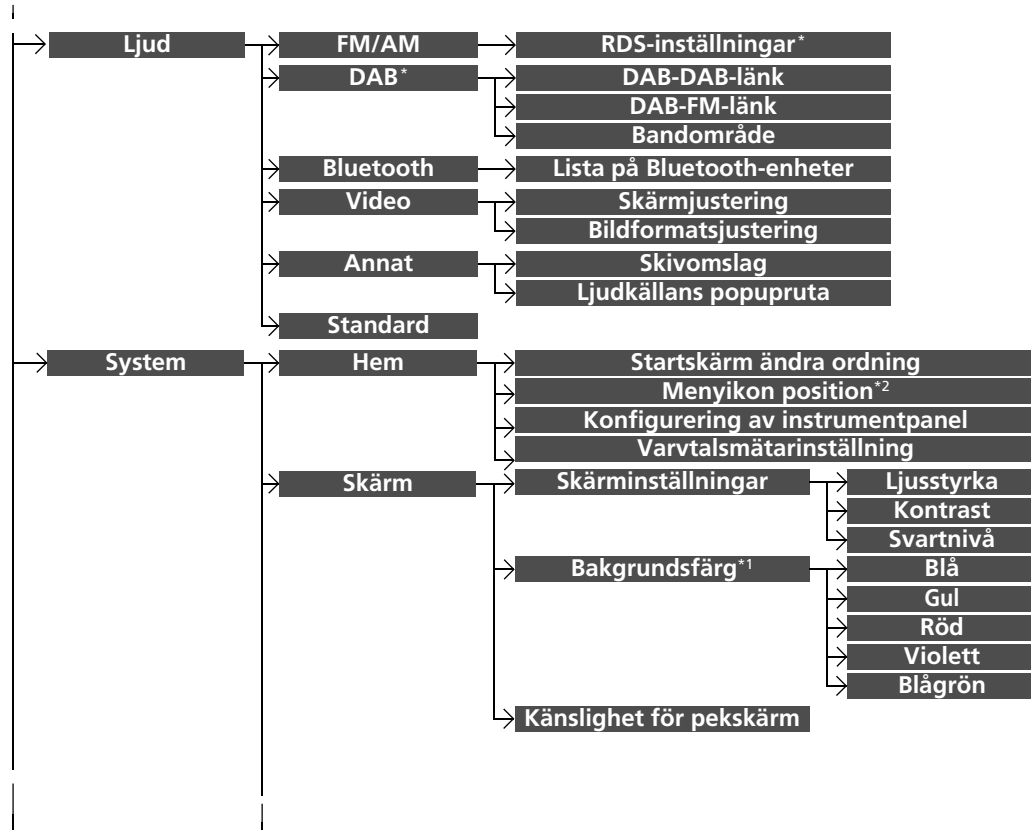 Ljud
FM/AM
RDS-inställningar*
DAB*
DAB-DAB-länk
DAB-FM-länk
Bandområde
Bluetooth
Lista på Bluetooth-enheter
Video
Skärmjustering
Bildformatsjustering
Annat
Skivomslag
Ljudkällans popupruta
Standard
System
Hem
Startskärm ändra ordning
Menyikon position*2
Konfigurering av instrumentpanel
Varvtalsmätarinställning
Skärm
Skärminställningar
Ljusstyrka
Kontrast
Svartnivå
Bakgrundsfärg*1
Blå
Gul
Röd
Violett
Blågrön
Känslighet för pekskärm